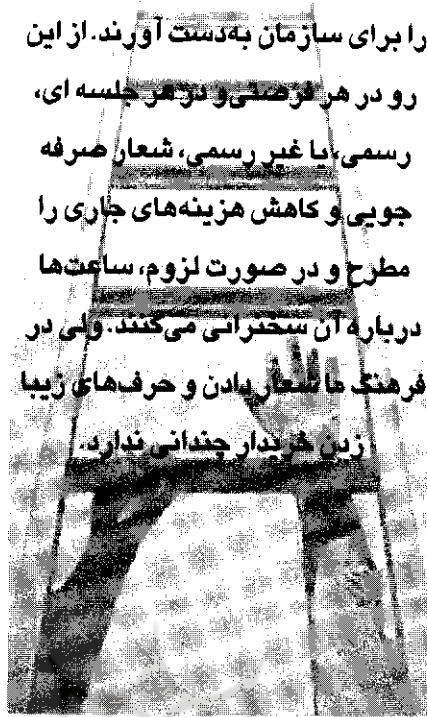 را برای سازمان به‌دست آورند. از این
رو در هر فرصتی و در هر جلسه ای،
رسمی، یا غیر رسمی، شعار صرفه
جویی و کاهش هزینه‌های جاری را
مطرح و در صورت لزوم، ساعت‌ها
درباره آن سخنرانی می‌کنند. ولی در
فرهنگ ما شعار دادن و حرف‌های زیبا
زدن خریدار چندانی ندارد.